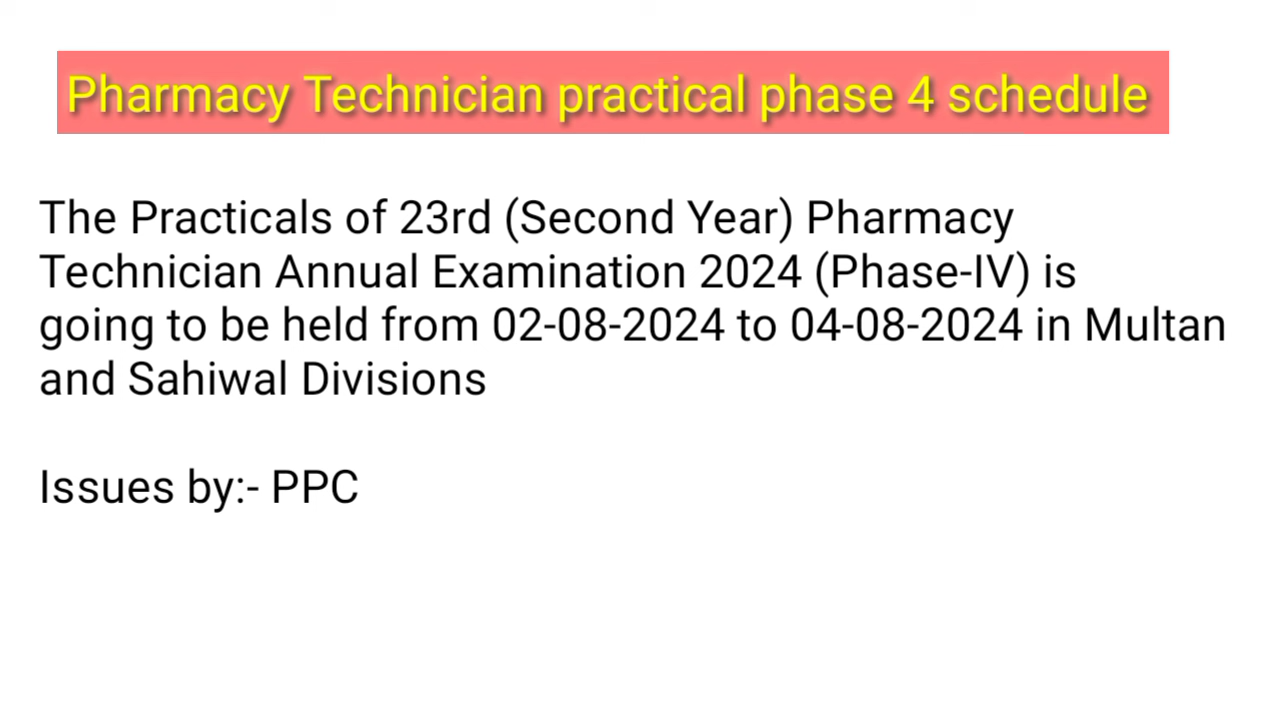 Pharmacy Technician practical phase 4 schedule
The Practicals of 23rd (Second Year) Pharmacy
Technician Annual Examination 2024 (Phase-IV) is
going to be held from 02-08-2024 to 04-08-2024 in Multan
and Sahiwal Divisions
Issues by:- PPC